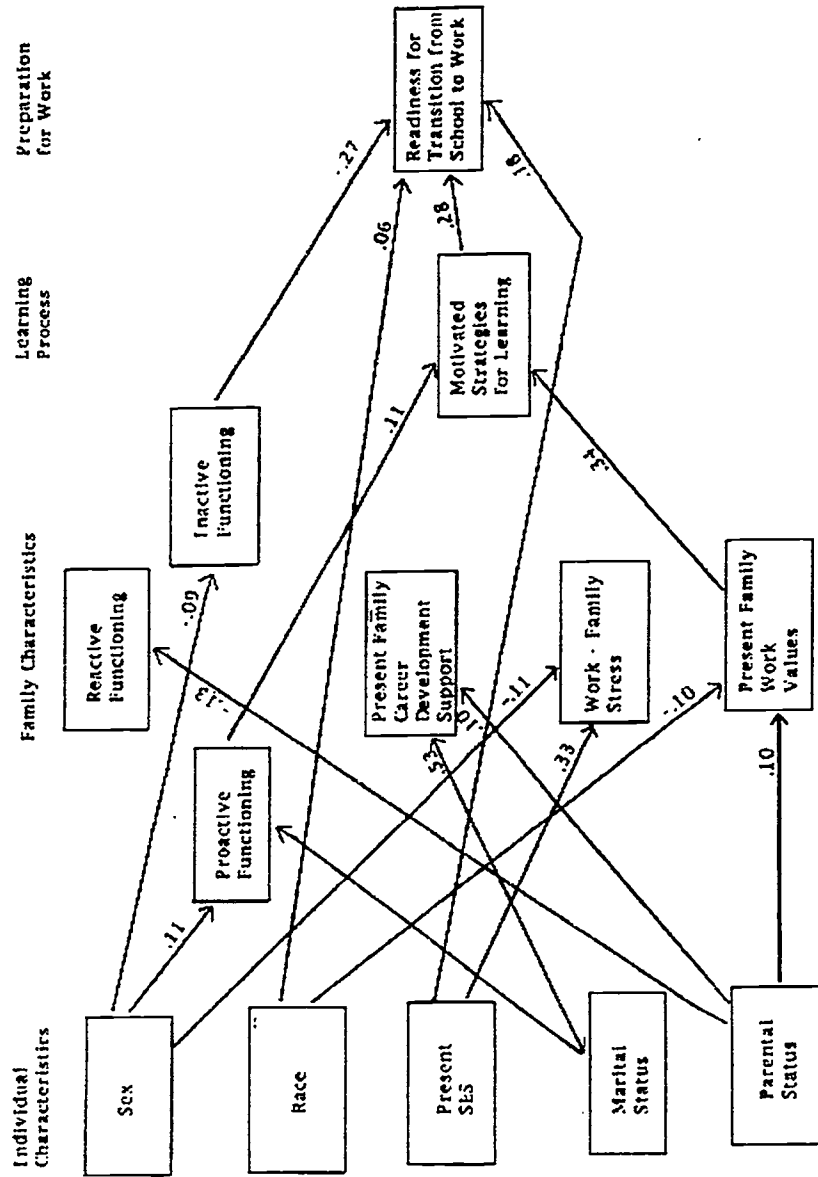 Individual
Characteristics
Family Characteristics
Learning
Process
Preparation
for Work
Sex
Race
Present
SES
Marital
Status
Parental
Status
Proactive
Functioning
Reactive
Functioning
Inactive
Functioning
Present Family
Career
Development
Support
Work - Family
Stress
Present Family
Work
Values
Motivated
Strategies
for Learning
Readiness for
Transition from
School to Work
.11
-.09
-.13
.53
-.10
-.11
.33
-.10
.10
.11
.34
-.27
.06
.28
.18